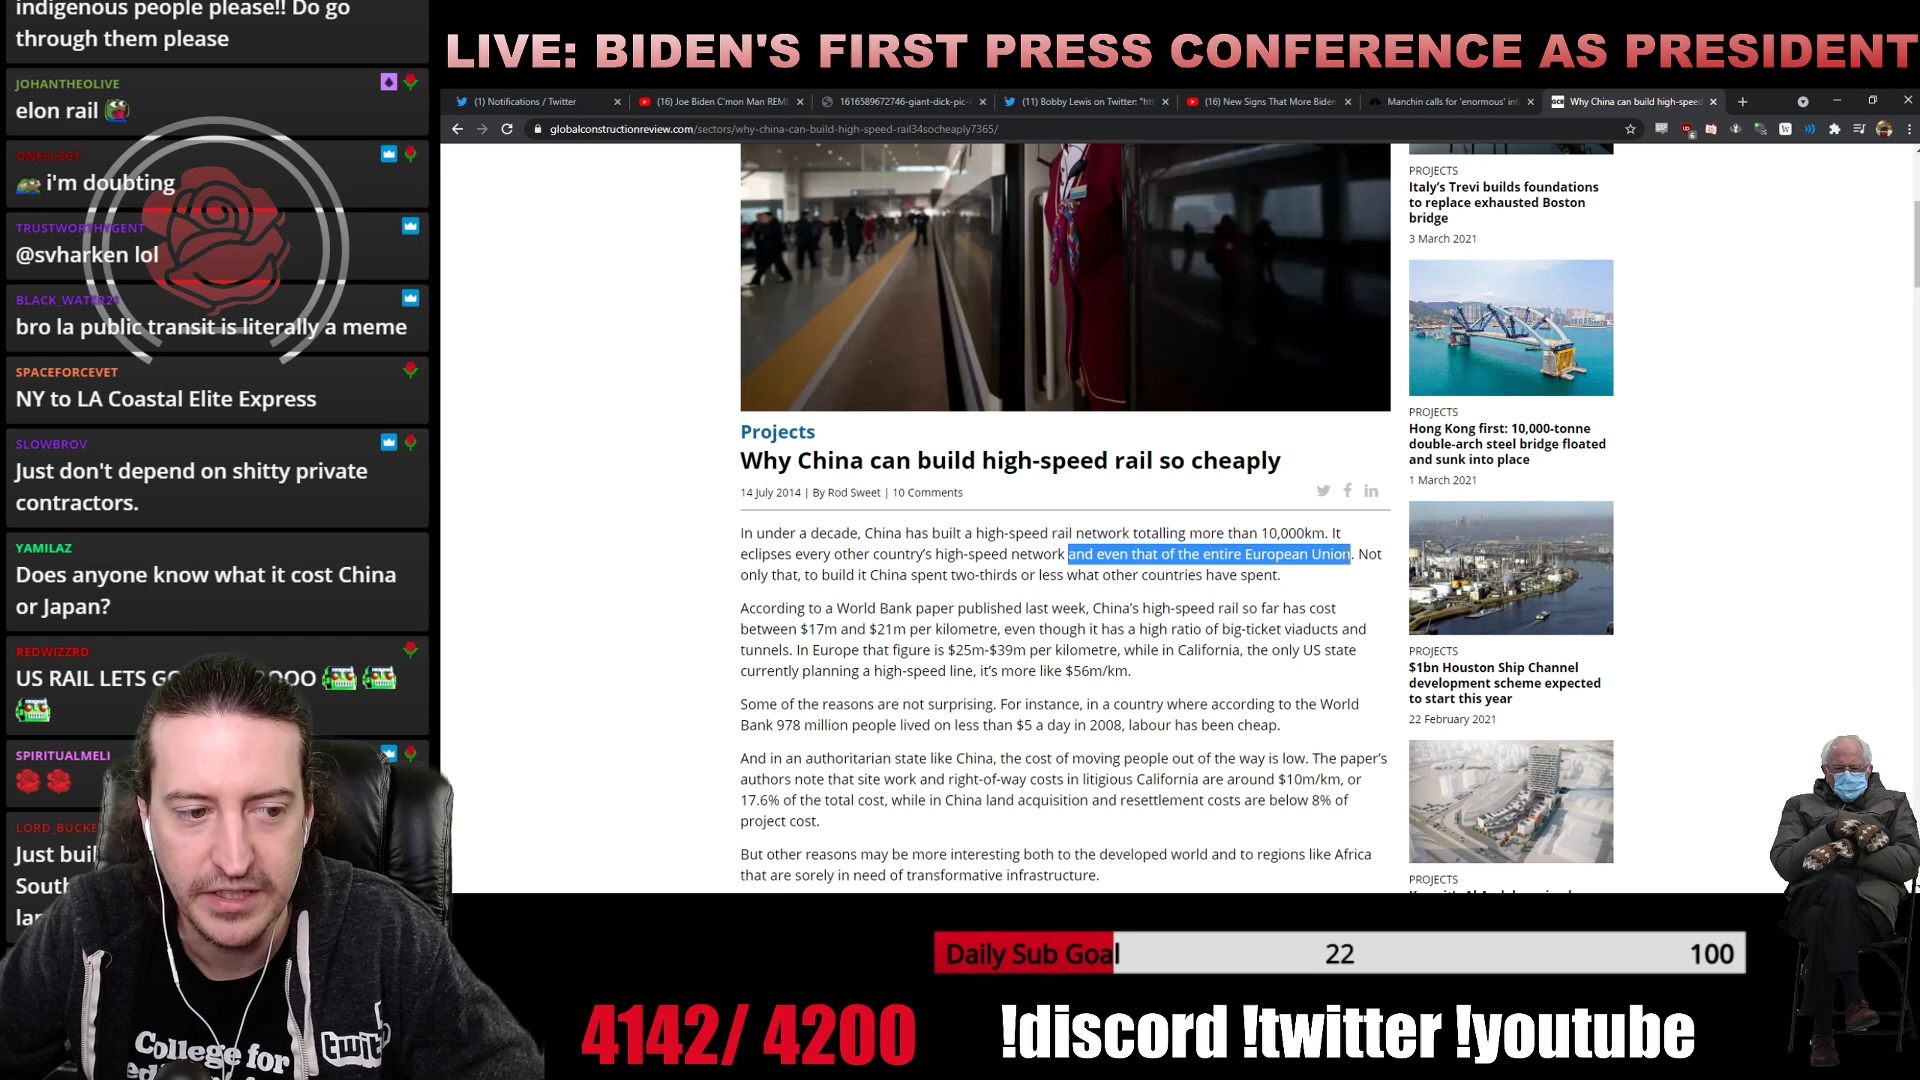 indigenous people please!! Do go
through them please
JOHANTHEOLIVE
elon rail
ONELLSGT
i'm doubting
TRUSTWORTHYGENT
@svharken lol
BLACK_WATER21
bro la public transit is literally a meme
SPACEFORCEVET
NY to LA Coastal Elite Express
SLOWBROV
Just don't depend on shitty private
contractors.
YAMILAZ
Does anyone know what it cost China
or Japan?
REDWIZZRD
US RAIL LETS
SPIRITUALMELI
Just
LIVE: BIDEN'S FIRST PRESS CONFERENCE AS PRESIDENT
(1) Notifications / Twitter
(16) Joe Biden C'mon Man REMI
1616589672746-giant-dick-pic-
(11) Bobby Lewis on Twitter: "ht
(16) New Signs That More Biden
Manchin calls for 'enormous' in
GCR
Why China can build high-speed
globalconstructionreview.com/sectors/why-china-can-build-high-speed-rail34socheaply7365/
Projects
Why China can build high-speed rail so cheaply
14 July 2014 | By Rod Sweet | 10 Comments
In under a decade, China has built a high-speed rail network totalling more than 10,000km. It
eclipses every other country's high-speed network and even that of the entire European Union. Not
only that, to build it China spent two-thirds or less what other countries have spent.
According to a World Bank paper published last week, China's high-speed rail so far has cost
between $17m and $21m per kilometre, even though it has a high ratio of big-ticket viaducts and
tunnels. In Europe that figure is $25m-$39m per kilometre, while in California, the only US state
currently planning a high-speed line, it's more like $56m/km.
Some of the reasons are not surprising. For instance, in a country where according to the World
Bank 978 million people lived on less than $5 a day in 2008, labour has been cheap.
And in an authoritarian state like China, the cost of moving people out of the way is low. The paper's
authors note that site work and right-of-way costs in litigious California are around $10m/km, or
17.6% of the total cost, while in China land acquisition and resettlement costs are below 8% of
project cost.
But other reasons may be more interesting both to the developed world and to regions like Africa
that are sorely in need of transformative infrastructure.
PROJECTS
Italy's Trevi builds foundations
to replace exhausted Boston
bridge
3 March 2021
PROJECTS
Hong Kong first: 10,000-tonne
double-arch steel bridge floated
and sunk into place
1 March 2021
PROJECTS
$1bn Houston Ship Channel
development scheme expected
to start this year
22 February 2021
PROJECTS
Daily Sub Goal
22
100
4142/ 4200
!discord !twitter !youtube
College for
twit